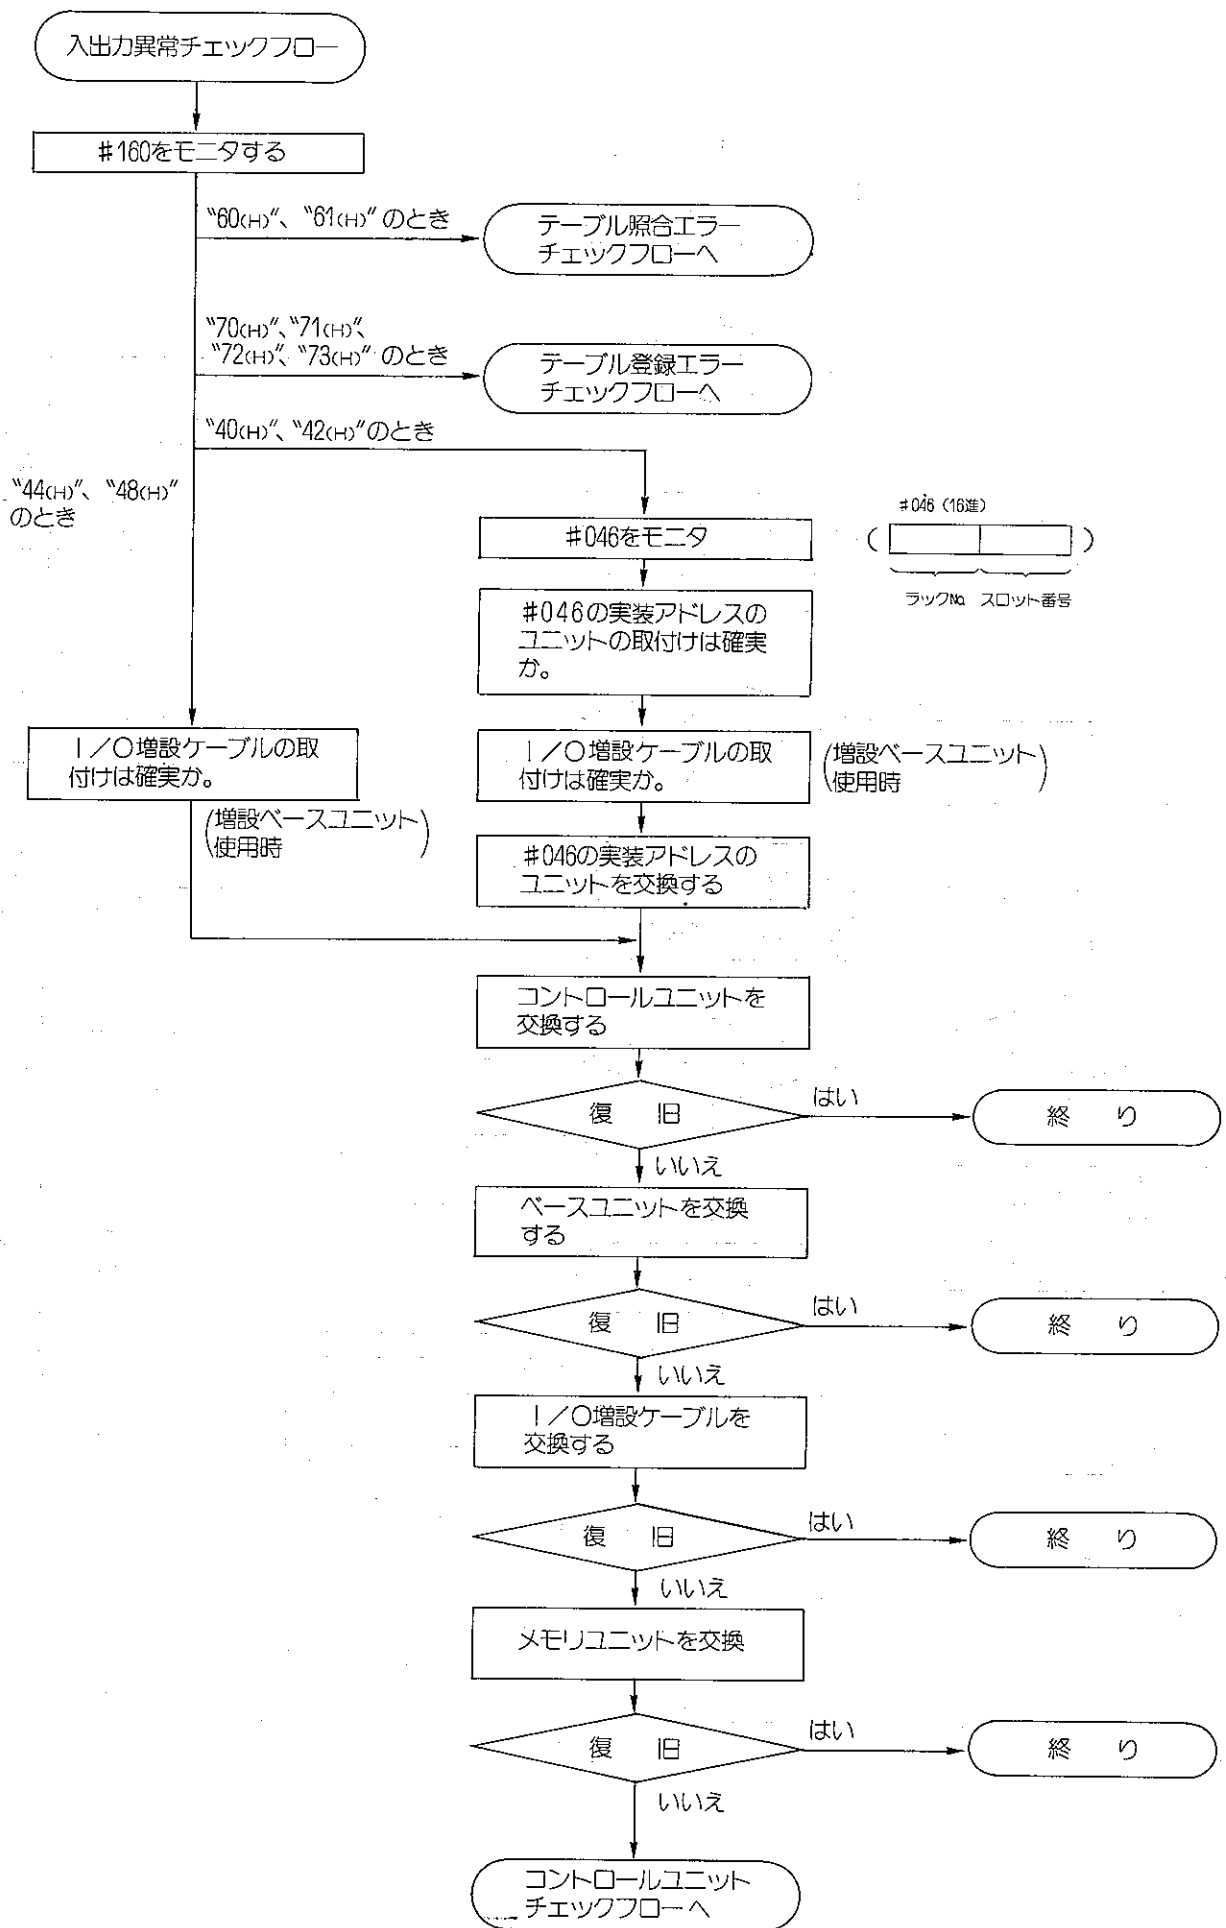 入出力異常チェックフロー
#160をモニタする
"60(H)"、"61(H)"のとき
テーブル照合エラー
チェックフローへ
"70(H)"、"71(H)"、
"72(H)"、"73(H)"のとき
テーブル登録エラー
チェックフローへ
"40(H)"、"42(H)"のとき
"44(H)"、"48(H)"
のとき
#046をモニタ
#046(16進)
ラックNo. スロット番号
#046の実装アドレスの
ユニットの取付けは確実
か。
I/O増設ケーブルの取
付けは確実か。
(増設ベースユニット
使用時)
I/O増設ケーブルの取
付けは確実か。
(増設ベースユニット
使用時)
#046の実装アドレスの
ユニットを交換する
コントロールユニットを
交換する
復 旧
はい
終 り
いいえ
ベースユニットを交換
する
復 旧
はい
終 り
いいえ
I/O増設ケーブルを
交換する
復 旧
はい
終 り
いいえ
メモリユニットを交換
復 旧
はい
終 り
いいえ
コントロールユニット
チェックフローへ